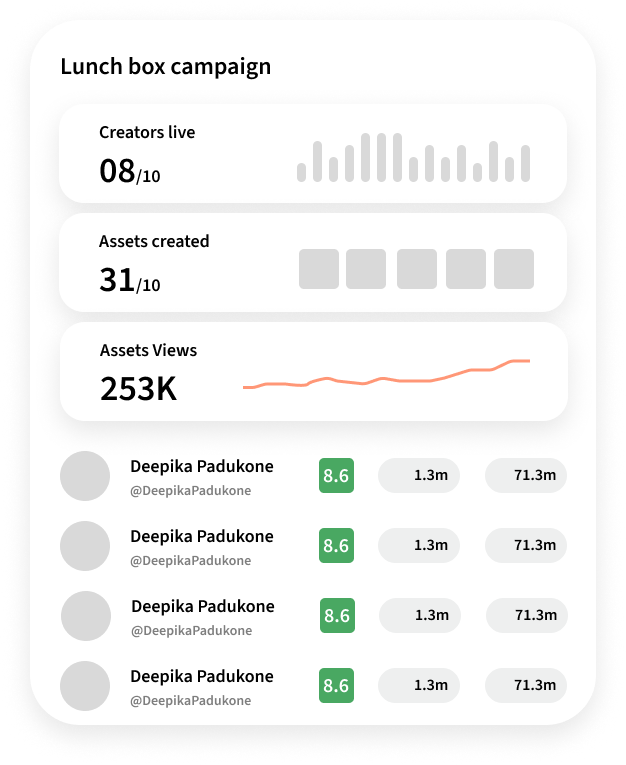 Lunch box campaign
Creators live
08/10
Assets created
31/10
Assets Views
253K
Deepika Padukone 8.6 1.3m 71.3m
@DeepikaPadukone
Deepika Padukone 8.6 1.3m 71.3m
@DeepikaPadukone
Deepika Padukone 8.6 1.3m 71.3m
@DeepikaPadukone
Deepika Padukone 8.6 1.3m 71.3m
@DeepikaPadukone